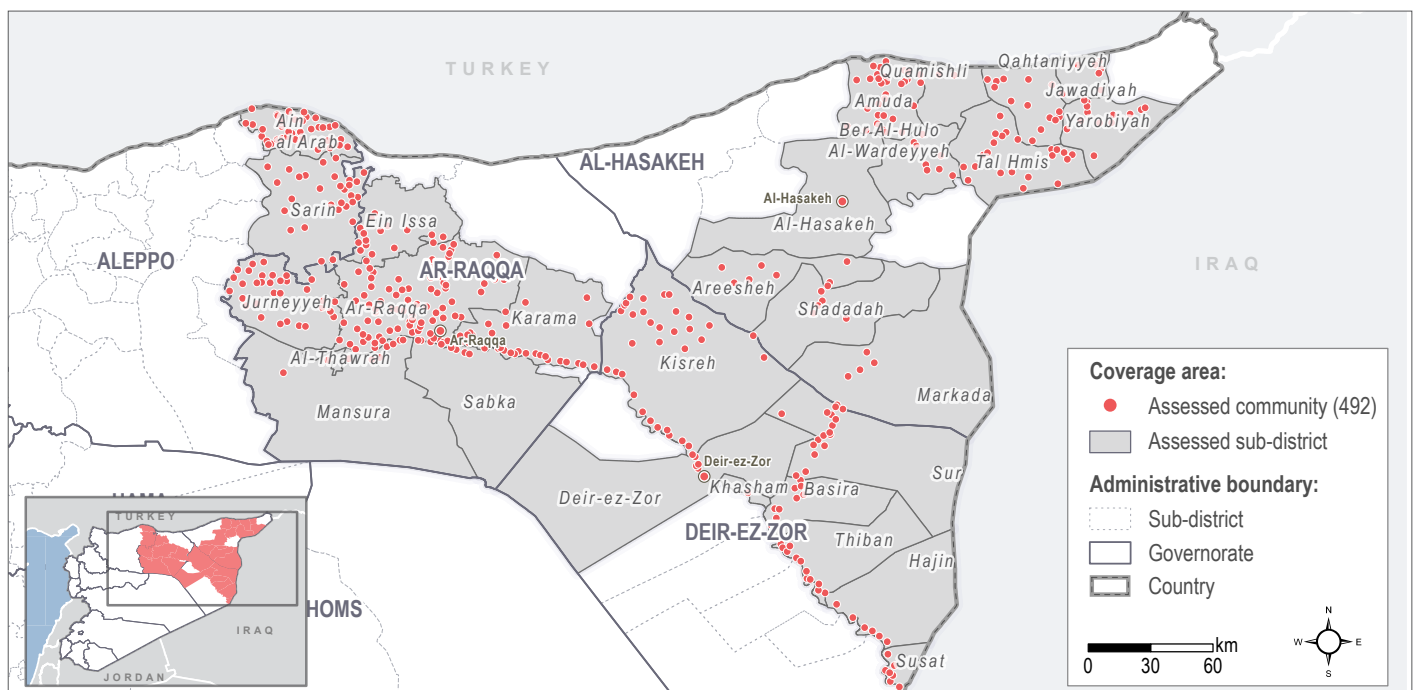 TURKEY
Qahtaniyyeh
Quamishli
Jawadiyah
Amuda
Yarobiyah
Ain
al Arab
Ber Al-Hulo
Al-Wardeyyeh
AL-HASAKEH
Tal Hmis
Al-Hasakeh
Sarin
Ein Issa
Al-Hasakeh
ALEPPO
IRAQ
AR-RAQQA
Areesheh
Jurneyyeh
Ar-Raqqa
Shadadah
Karama
Ar-Raqqa
Al-Thawrah
Kisreh
Mansura
Sabka
Markada
Deir-ez-Zor
Sur
Deir-ez-Zor
Khasham
Basira
DEIR-EZ-ZOR
Thiban
Hajin
HOMS
Susat
Coverage area:
Assessed community (492)
Assessed sub-district
Administrative boundary:
Sub-district
Governorate
Country
km
0 30 60
N
W E
S
HAMA
TURKEY
IRAQ
JORDAN